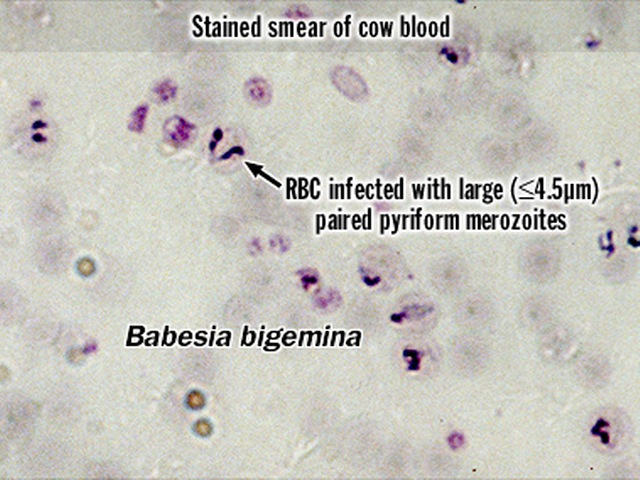 Stained smear of cow blood
RBC infected with large (≤4.5µm)
paired pyriform merozoites
Babesia bigemina